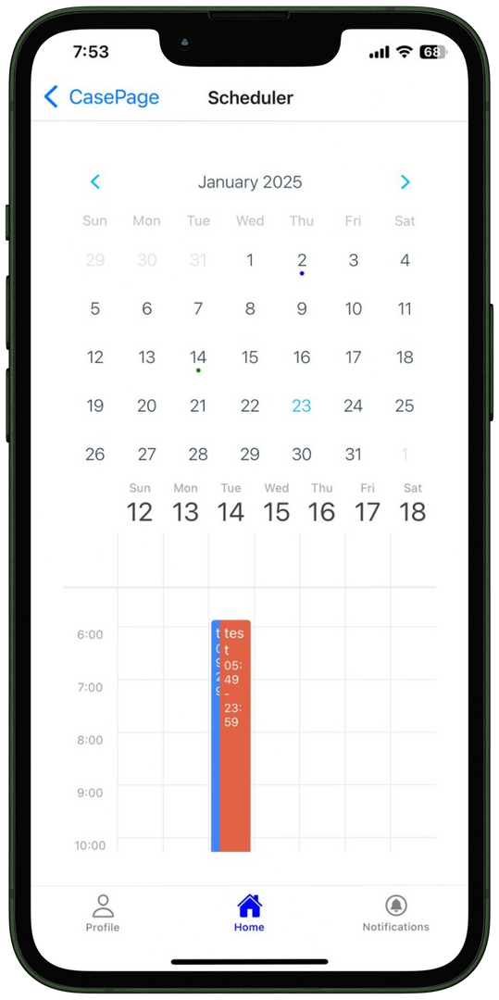 7:53
68
CasePage
Scheduler
January 2025
Sun Mon Tue Wed Thu Fri Sat
29 30 31 1 2 3 4
5 6 7 8 9 10 11
12 13 14 15 16 17 18
19 20 21 22 23 24 25
26 27 28 29 30 31 1
Sun Mon Tue Wed Thu Fri Sat
12 13 14 15 16 17 18
6:00
7:00
8:00
9:00
10:00
t
tes
t
05:
49
-
23:
59
Profile
Home
Notifications